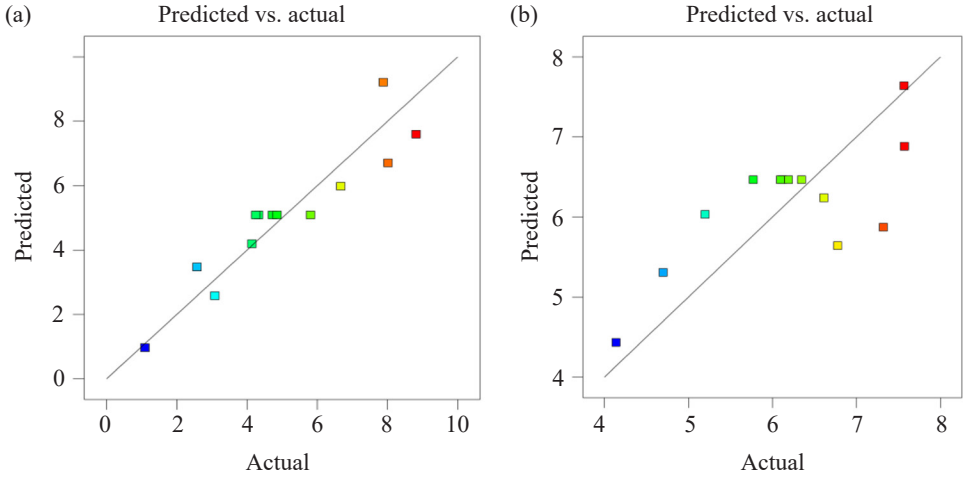 (a)
Predicted vs. actual
Predicted
8
6
4
2
0
0 2 4 6 8 10
Actual
(b)
Predicted vs. actual
Predicted
8
7
6
5
4
4 5 6 7 8
Actual